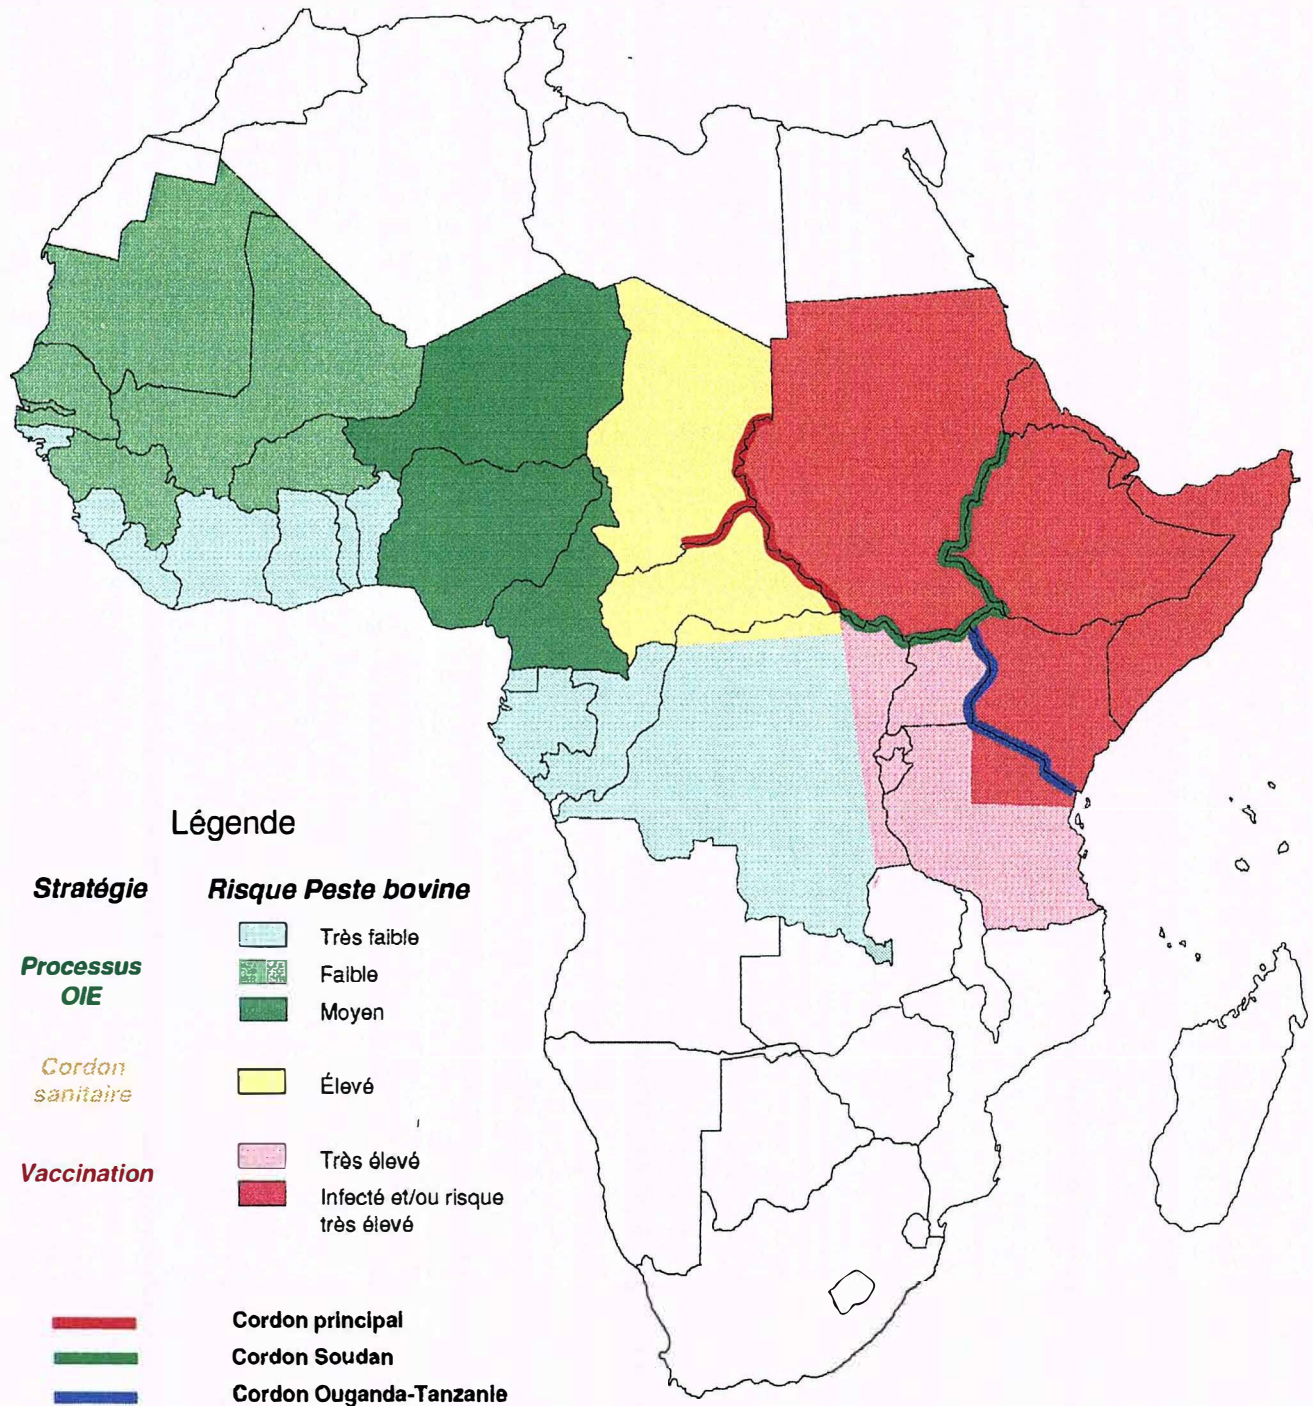 Légende
Stratégie
Risque Peste bovine
Processus
OIE
Très faible
Faible
Moyen
Cordon
sanitaire
Élevé
Vaccination
Très élevé
Infecté et/ou risque
très élevé
Cordon principal
Cordon Soudan
Cordon Ouganda-Tanzanie